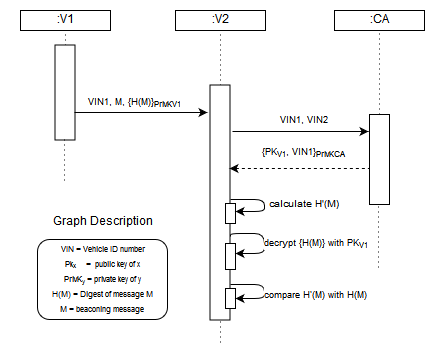 :V1
:V2
:CA
VIN1, M, {H(M)}PrMKV1
VIN1, VIN2
{PKV1, VIN1}PrMKCA
calculate H'(M)
decrypt {H(M)} with PKV1
compare H'(M) with H(M)
Graph Description
VIN = Vehicle ID number
Pkx = public key of x
PrMKy = private key of y
H(M) = Digest of message M
M = beaconing message